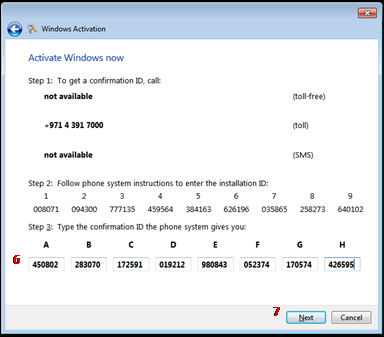 Windows Activation
Activate Windows now
Step 1: To get a confirmation ID, call:
not available (toll-free)
+971 4 391 7000 (toll)
not available (SMS)
Step 2: Follow phone system instructions to enter the installation ID:
1 2 3 4 5 6 7 8 9
008071 094300 777135 459564 384163 626196 035865 258273 640102
Step 3: Type the confirmation ID the phone system gives you:
A B C D E F G H
6 450802 283070 172591 019212 980843 052374 170574 426595
7 Next Cancel